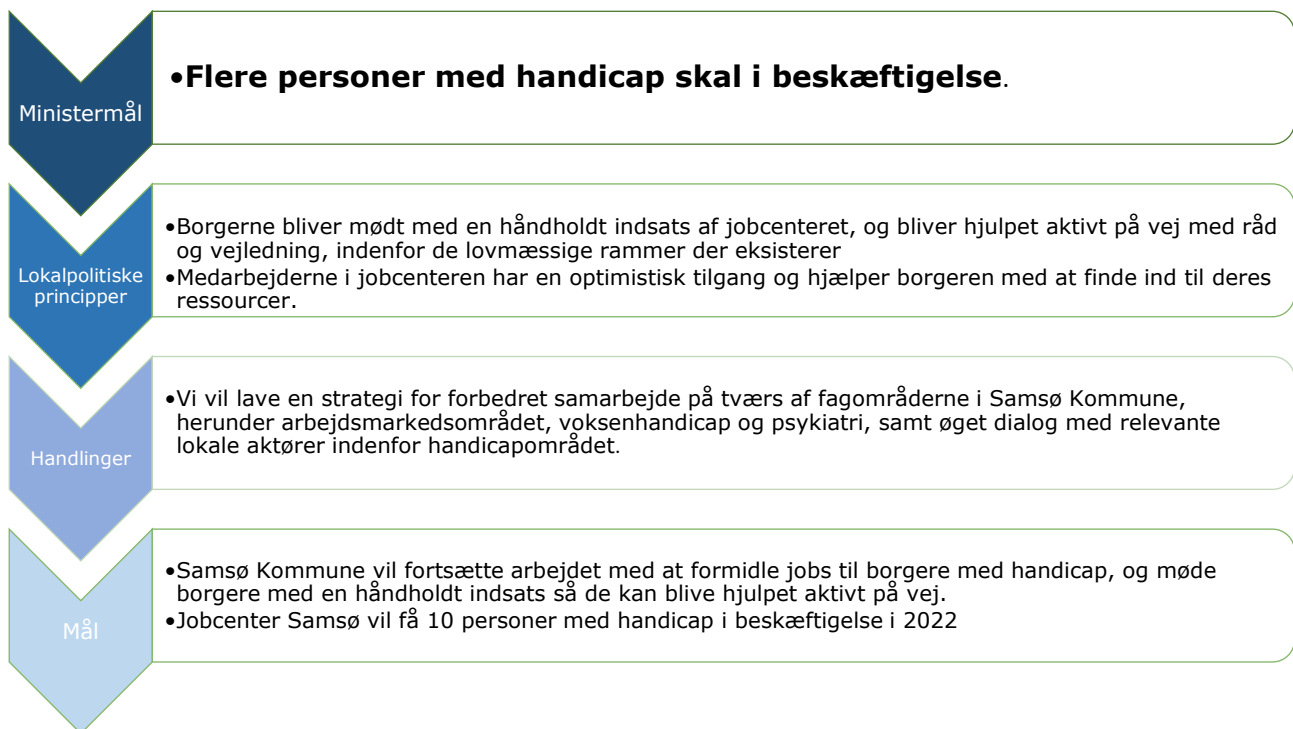 Ministermål
•Flere personer med handicap skal i beskæftigelse.
Lokalpolitiske
principper
•Borgerne bliver mødt med en håndholdt indsats af jobcenteret, og bliver hjulpet aktivt på vej med råd
og vejledning, indenfor de lovmæssige rammer der eksisterer
•Medarbejderne i jobcenteren har en optimistisk tilgang og hjælper borgeren med at finde ind til deres
ressourcer.
Handlinger
•Vi vil lave en strategi for forbedret samarbejde på tværs af fagområderne i Samsø Kommune,
herunder arbejdsmarkedsområdet, voksenhandicap og psykiatri, samt øget dialog med relevante
lokale aktører indenfor handicapområdet.
Mål
•Samsø Kommune vil fortsætte arbejdet med at formidle jobs til borgere med handicap, og møde
borgere med en håndholdt indsats så de kan blive hjulpet aktivt på vej.
•Jobcenter Samsø vil få 10 personer med handicap i beskæftigelse i 2022